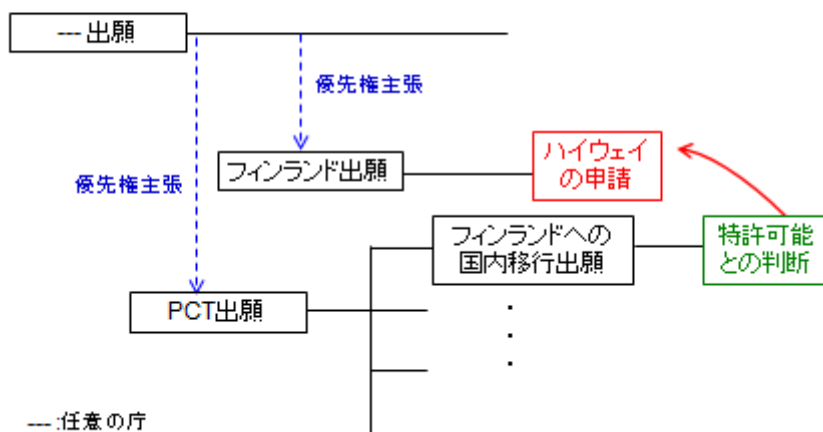 --- 出願
優先権主張
優先権主張
フィンランド出願
ハイウェイ
の申請
フィンランドへの
国内移行出願
特許可能
との判断
PCT出願
--- :任意の庁